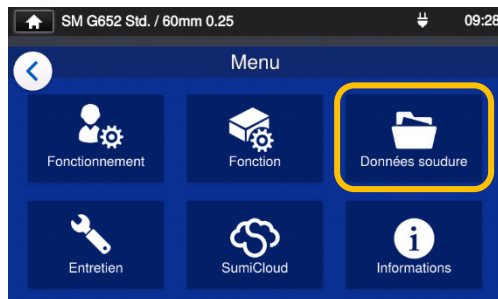 SM G652 Std. / 60mm 0.25 09:28
Menu
Fonctionnement Fonction Données soudure
Entretien SumiCloud Informations